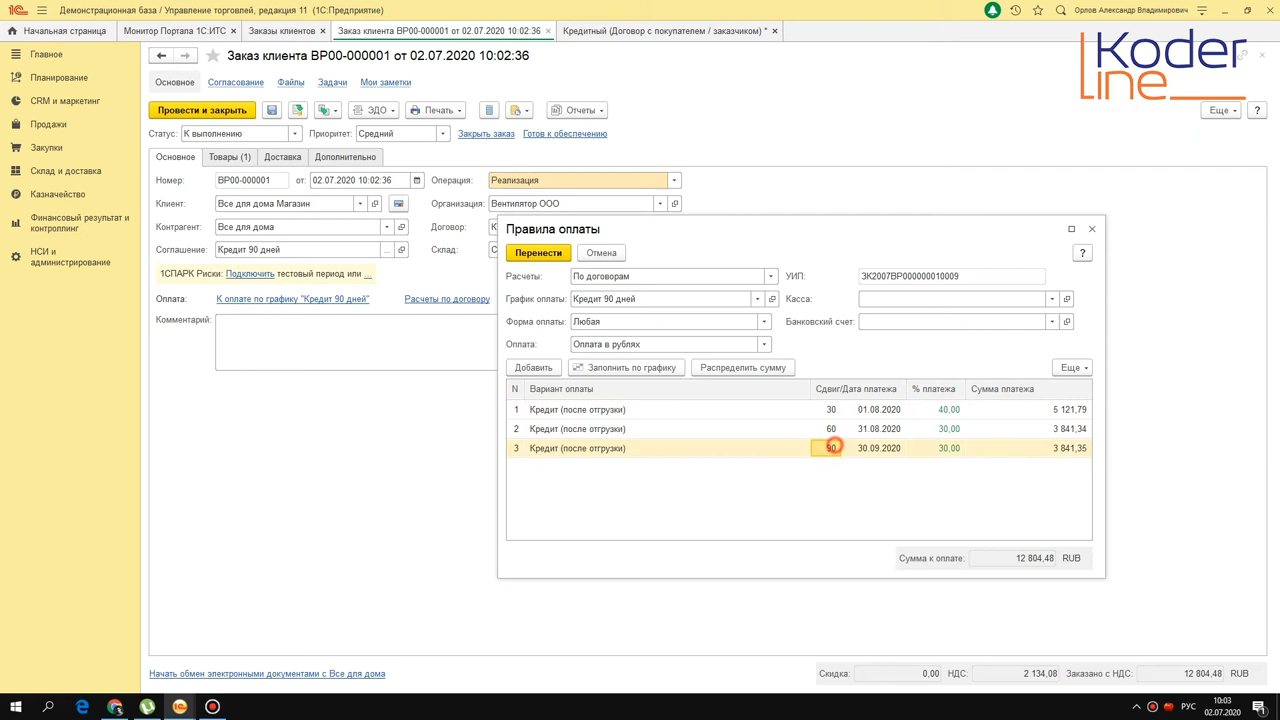 Демонстрационная база / Управление торговлей, редакция 11 (1С:Предприятие)
Орлов Александр Владимирович
Начальная страница
Монитор Портала 1С:ИТС ×
Заказы клиентов ×
Заказ клиента ВР00-000001 от 02.07.2020 10:02:36 ×
Кредитный (Договор с покупателем / заказчиком) * ×
Koder
line
Главное
Планирование
CRM и маркетинг
Продажи
Закупки
Склад и доставка
Казначейство
Финансовый результат и
контроллинг
НСИ и
администрирование
Заказ клиента ВР00-000001 от 02.07.2020 10:02:36
Основное Согласование Файлы Задачи Мои заметки
Провести и закрыть ЭДО Печать Отчеты Еще ?
Статус: К выполнению Приоритет: Средний Закрыть заказ Готов к обеспечению
Основное Товары (1) Доставка Дополнительно
Номер: ВР00-000001 от: 02.07.2020 10:02:36 Операция: Реализация
Клиент: Все для дома Магазин Организация: Вентилятор ООО
Контрагент: Все для дома Договор:
Соглашение: Кредит 90 дней ... Склад:
1СПАРК Риски: Подключить тестовый период или ...
Оплата: К оплате по графику "Кредит 90 дней" Расчеты по договору
Комментарий:
Правила оплаты
Перенести Отмена ?
Расчеты: По договорам УИП: ЗК2007ВР000000010009
График оплаты: Кредит 90 дней Касса:
Форма оплаты: Любая Банковский счет:
Оплата: Оплата в рублях
Добавить Заполнить по графику Распределить сумму Еще
N Вариант оплаты Сдвиг/Дата платежа % платежа Сумма платежа
1 Кредит (после отгрузки) 30 01.08.2020 40,00 5 121,79
2 Кредит (после отгрузки) 60 31.08.2020 30,00 3 841,34
3 Кредит (после отгрузки) 90 30.09.2020 30,00 3 841,35
Сумма к оплате: 12 804,48 RUB
Начать обмен электронными документами с Все для дома
Скидка: 0,00 НДС: 2 134,08 Заказано с НДС: 12 804,48 RUB
РУС
10:03
02.07.2020